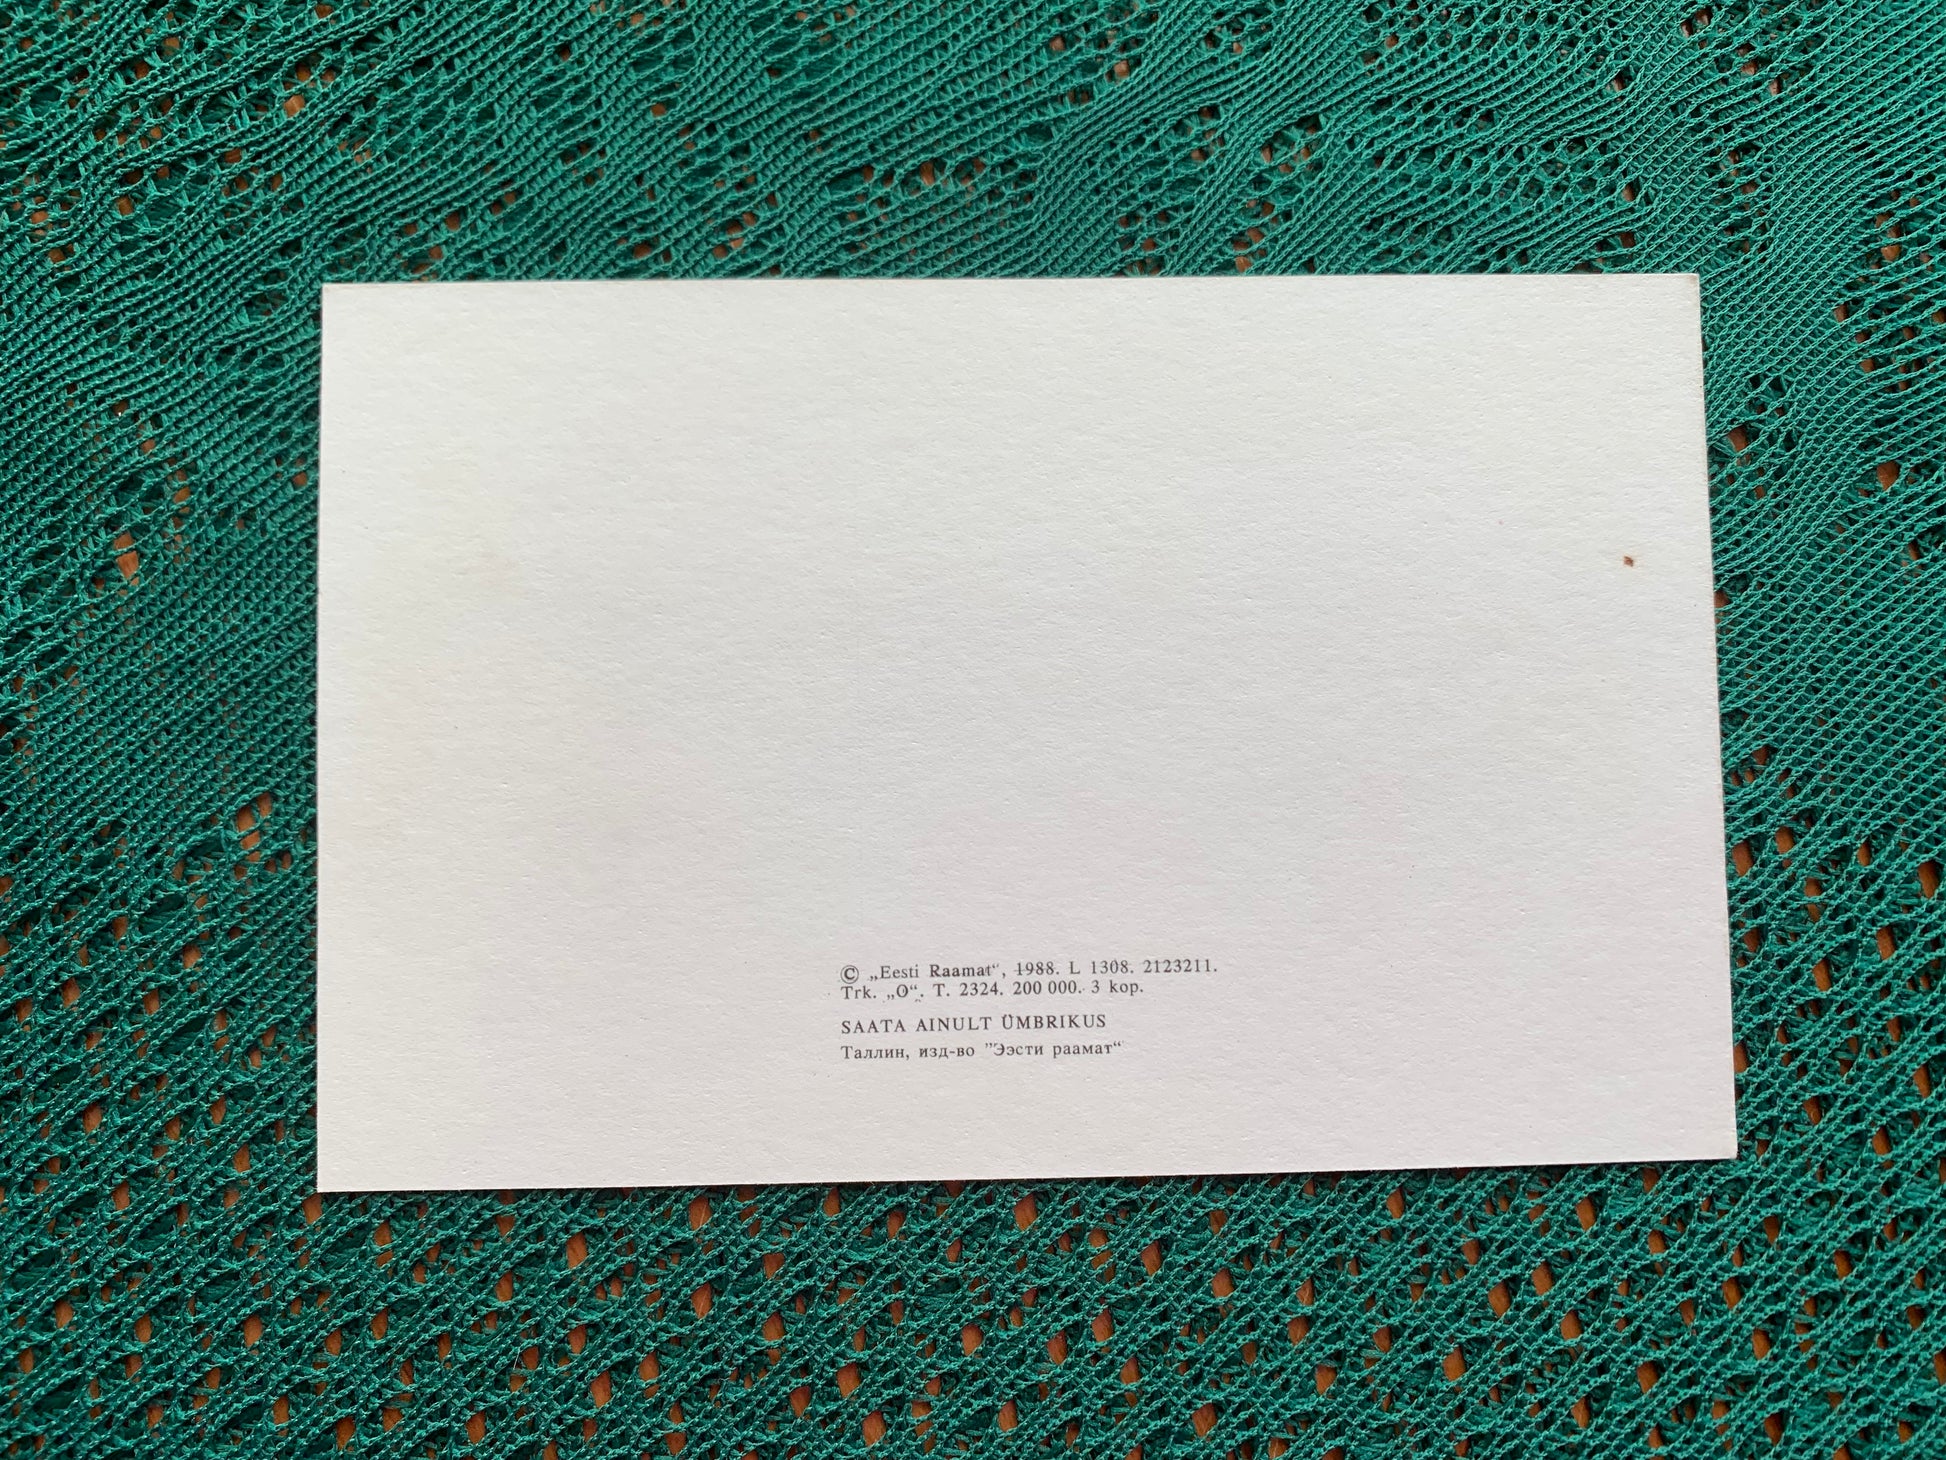 © „Eesti Raamat“, 1988. L 1308. 2123211.
Trk. „O“. T. 2324. 200 000. 3 kop.
SAATA AINULT ÜMBRIKUS
Таллин, изд-во ”Ээсти раамат“